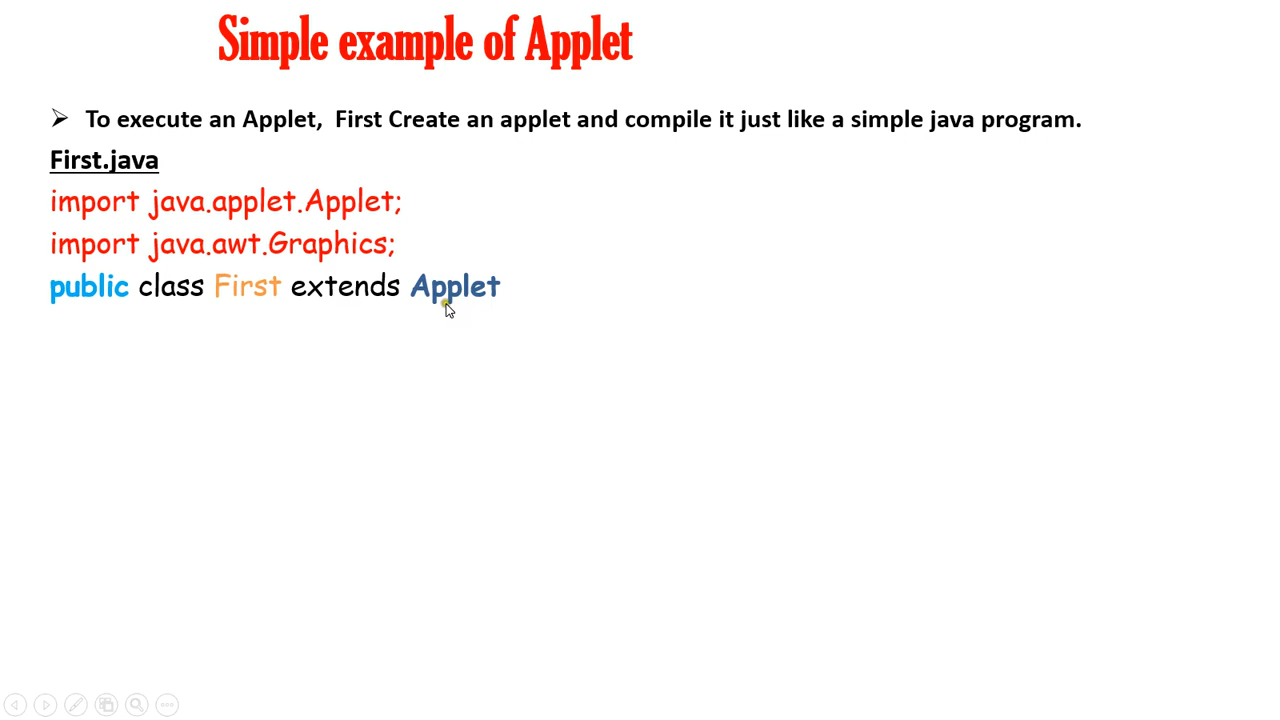 Simple example of Applet
➢ To execute an Applet, First Create an applet and compile it just like a simple java program.
First.java
import java.applet.Applet;
import java.awt.Graphics;
public class First extends Applet